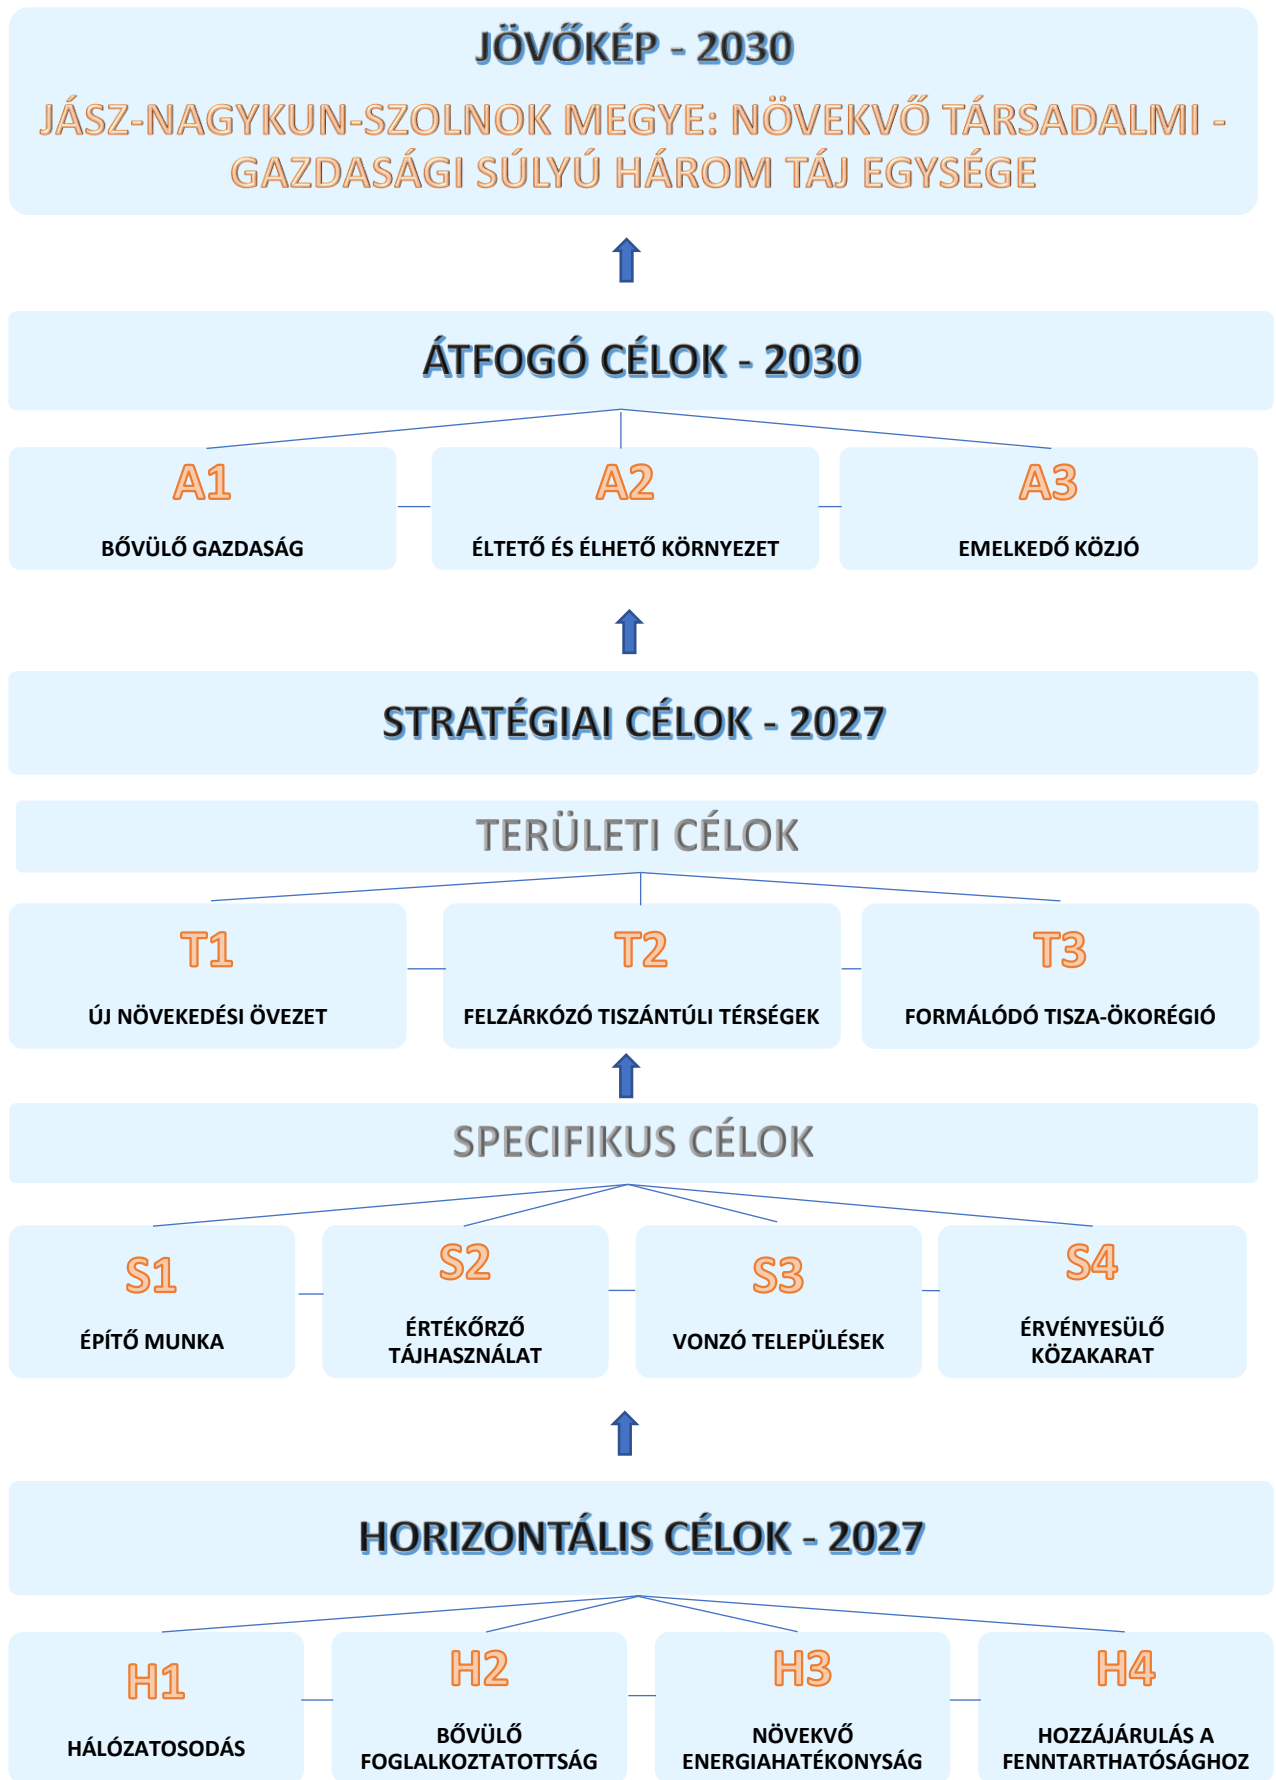 JÖVŐKÉP - 2030
JÁSZ-NAGYKUN-SZOLNOK MEGYE: NÖVEKVŐ TÁRSADALMI -
GAZDASÁGI SÚLYÚ HÁROM TÁJ EGYSÉGE
ÁTFOGÓ CÉLOK - 2030
A1
BŐVÜLŐ GAZDASÁG
A2
ÉLTETŐ ÉS ÉLHETŐ KÖRNYEZET
A3
EMELKEDŐ KÖZJÓ
STRATÉGIAI CÉLOK - 2027
TERÜLETI CÉLOK
T1
ÚJ NÖVEKEDÉSI ÖVEZET
T2
FELZÁRKÓZÓ TISZÁNTÚLI TÉRSÉGEK
T3
FORMÁLÓDÓ TISZA-ÖKORÉGIÓ
SPECIFIKUS CÉLOK
S1
ÉPÍTŐ MUNKA
S2
ÉRTÉKŐRZŐ
TÁJHASZNÁLAT
S3
VONZÓ TELEPÜLÉSEK
S4
ÉRVÉNYESÜLŐ
KÖZAKARAT
HORIZONTÁLIS CÉLOK - 2027
H1
HÁLÓZATOSODÁS
H2
BŐVÜLŐ
FOGLALKOZTATOTTSÁG
H3
NÖVEKVŐ
ENERGIAHATÉKONYSÁG
H4
HOZZÁJÁRULÁS A
FENNTARTHATÓSÁGHOZ